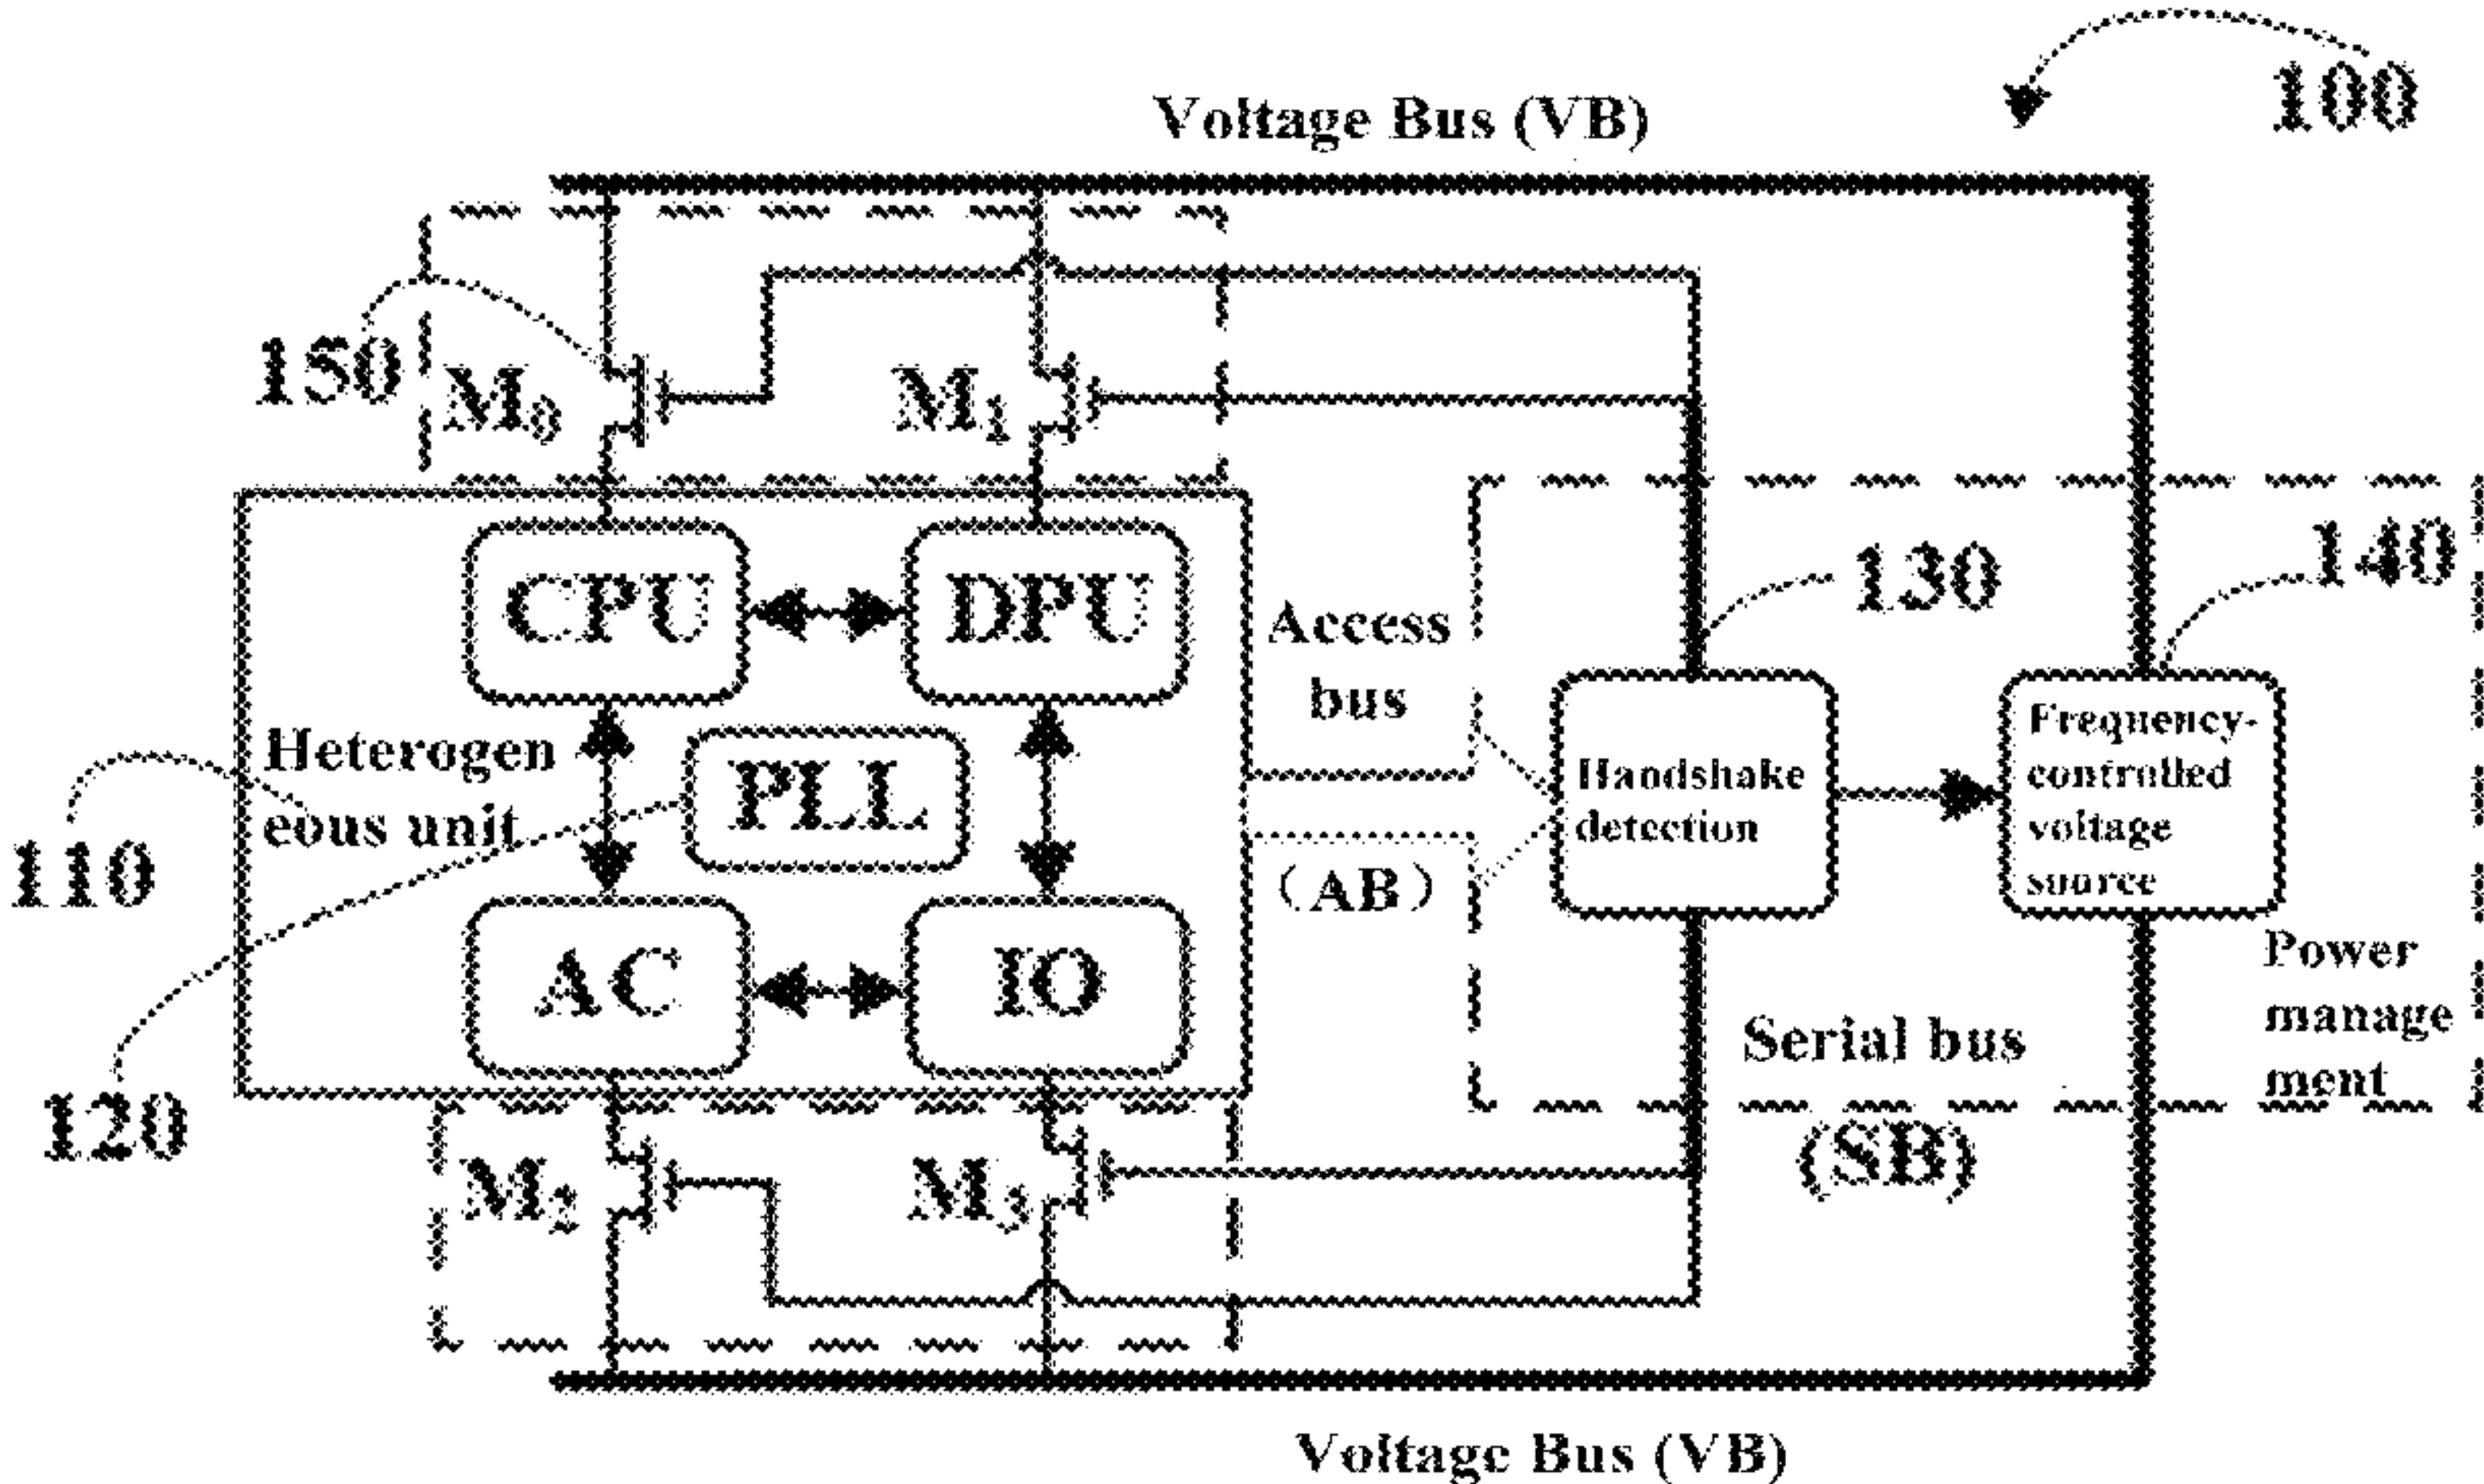 100
Voltage Bus (VB)
150
M0
M1
130
140
CPU
DPU
Access
bus
Heterogen
eous unit
PLL
Handshake
detection
Frequency-
controlled
voltage
source
110
(AB)
AC
IO
Power
manage
ment
Serial bus
(SB)
120
M2
M3
Voltage Bus (VB)